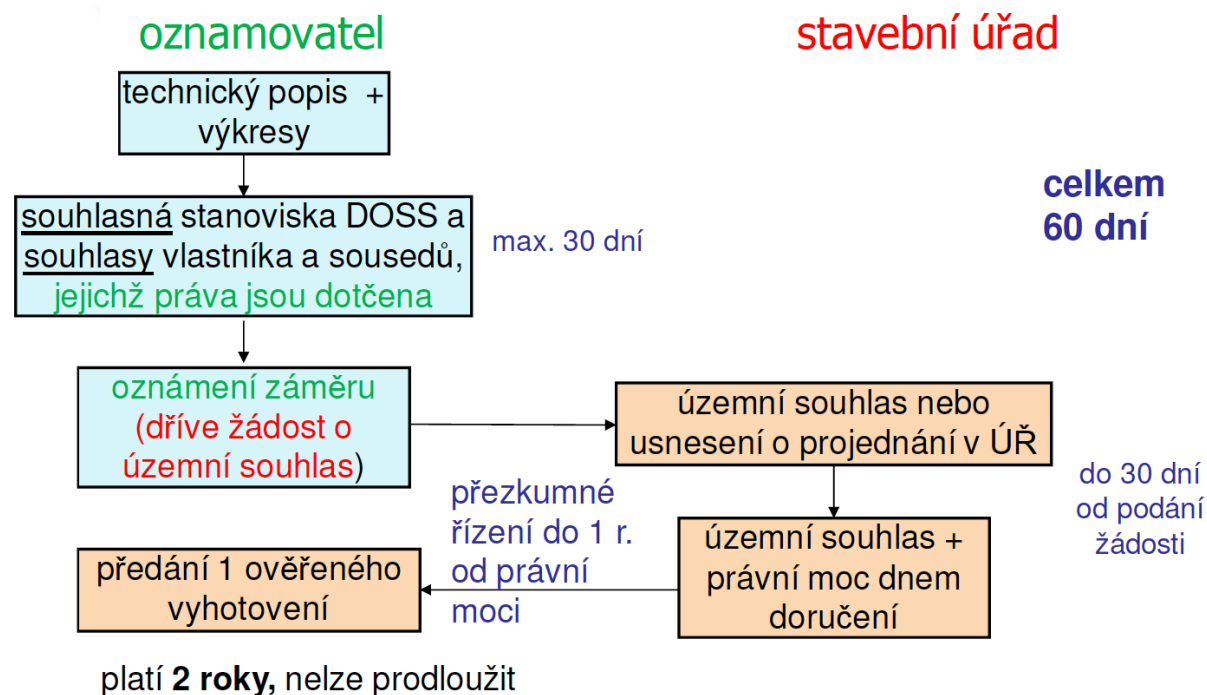 oznamovatel
stavební úřad
technický popis +
výkresy
celkem
60 dní
souhlasná stanoviska DOSS a
souhlasy vlastníka a sousedů,
jejichž práva jsou dotčena
max. 30 dní
oznámení záměru
(dříve žádost o
územní souhlas)
územní souhlas nebo
usnesení o projednání v ÚŘ
do 30 dní
od podání
žádosti
přezkumné
řízení do 1 r.
od právní
moci
územní souhlas +
právní moc dnem
doručení
předání 1 ověřeného
vyhotovení
platí 2 roky, nelze prodloužit